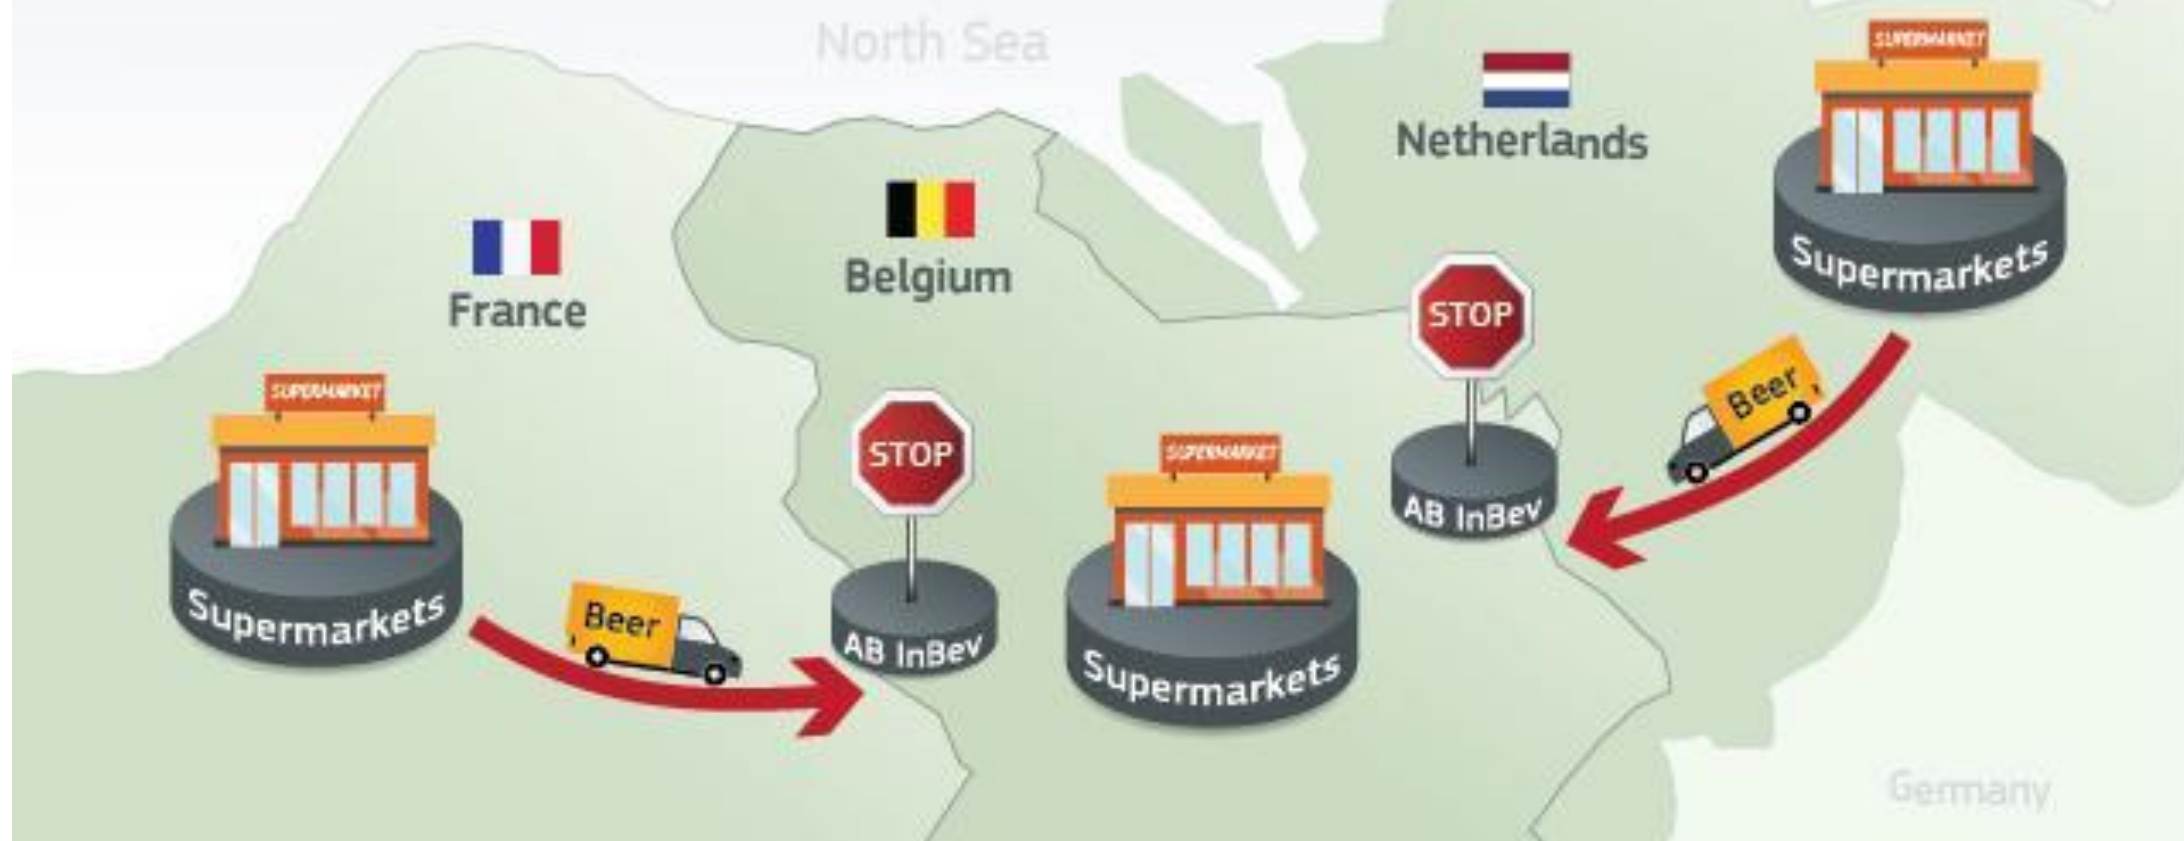 North Sea
SUPERMARKET
Netherlands
Supermarkets
Belgium
France
STOP
AB InBev
Beer
SUPERMARKET
Supermarkets
STOP
AB InBev
SUPERMARKET
Supermarkets
Beer
Germany